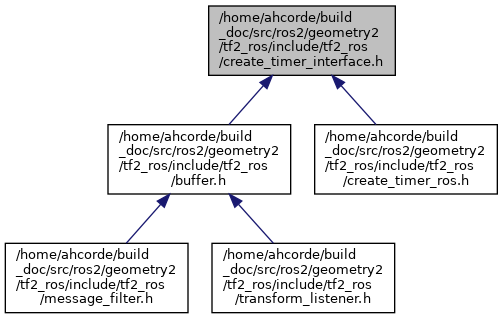 /home/ahcorde/build
_doc/src/ros2/geometry2
/tf2_ros/include/tf2_ros
/create_timer_interface.h
/home/ahcorde/build
_doc/src/ros2/geometry2
/tf2_ros/include/tf2_ros
/buffer.h
/home/ahcorde/build
_doc/src/ros2/geometry2
/tf2_ros/include/tf2_ros
/create_timer_ros.h
/home/ahcorde/build
_doc/src/ros2/geometry2
/tf2_ros/include/tf2_ros
/message_filter.h
/home/ahcorde/build
_doc/src/ros2/geometry2
/tf2_ros/include/tf2_ros
/transform_listener.h